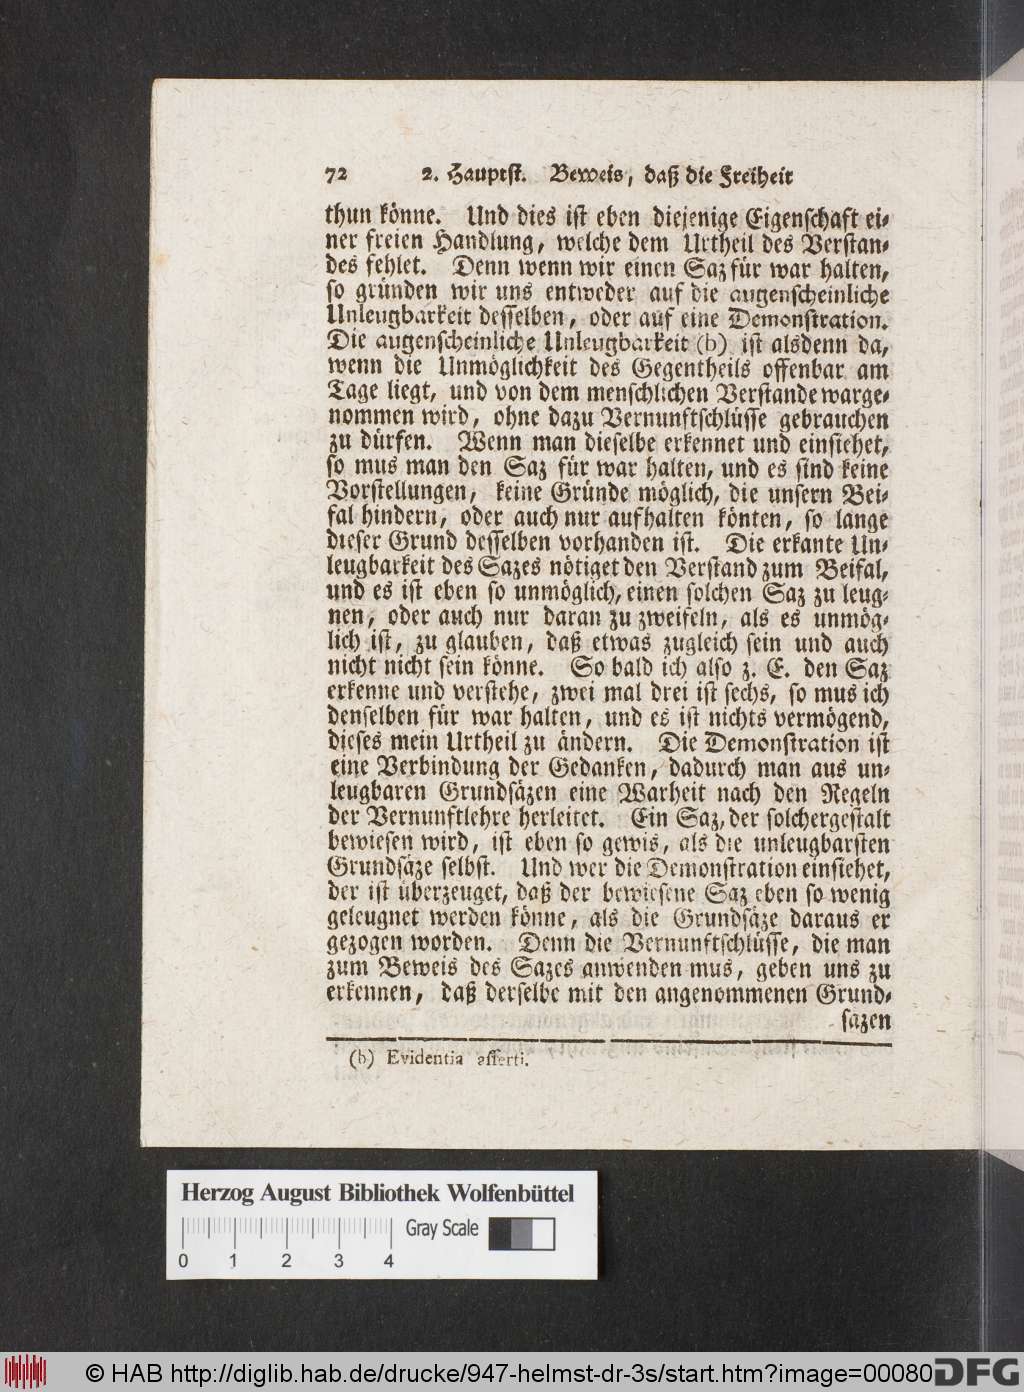 72 2. Hauptst. Beweis, daß die Freiheit
thun könne. Und dies ist eben diejenige Eigenschaft ei-
ner freien Handlung, welche dem Urtheil des Verstan-
des fehlet. Denn wenn wir einen Saz für war halten,
so gründen wir uns entweder auf die augenscheinliche
Unleugbarkeit desselben, oder auf eine Demonstration.
Die augenscheinliche Unleugbarkeit (b) ist alsdenn da,
wenn die Unmöglichkeit des Gegentheils offenbar am
Tage liegt, und von dem menschlichen Verstande warge-
nommen wird, ohne dazu Vernunftschlüsse gebrauchen
zu dürfen. Wenn man dieselbe erkennet und einsiehet,
so mus man den Saz für war halten, und es sind keine
Vorstellungen, keine Gründe möglich, die unsern Bei-
fal hindern, oder auch nur aufhalten könten, so lange
dieser Grund desselben vorhanden ist. Die erkante Un-
leugbarkeit des Sazes nötiget den Verstand zum Beifal,
und es ist eben so unmöglich, einen solchen Saz zu leug-
nen, oder auch nur daran zu zweifeln, als es unmög-
lich ist, zu glauben, daß etwas zugleich sein und auch
nicht nicht sein könne. So bald ich also z. E. den Saz
erkenne und verstehe, zwei mal drei ist sechs, so mus ich
denselben für war halten, und es ist nichts vermögend,
dieses mein Urtheil zu ändern. Die Demonstration ist
eine Verbindung der Gedanken, dadurch man aus un-
leugbaren Grundsäzen eine Warheit nach den Regeln
der Vernunftlehre herleitet. Ein Saz, der solchergestalt
bewiesen wird, ist eben so gewis, als die unleugbarsten
Grundsäze selbst. Und wer die Demonstration einsiehet,
der ist überzeuget, daß der bewiesene Saz eben so wenig
geleugnet werden könne, als die Grundsäze daraus er
gezogen worden. Denn die Vernunftschlüsse, die man
zum Beweis des Sazes anwenden mus, geben uns zu
erkennen, daß derselbe mit den angenommenen Grund-
säzen
(b) Evidentia asserti.
Herzog August Bibliothek Wolfenbüttel
Gray Scale
0 1 2 3 4
© HAB http://diglib.hab.de/drucke/947-helmst-dr-3s/start.htm?image=00080
DFG